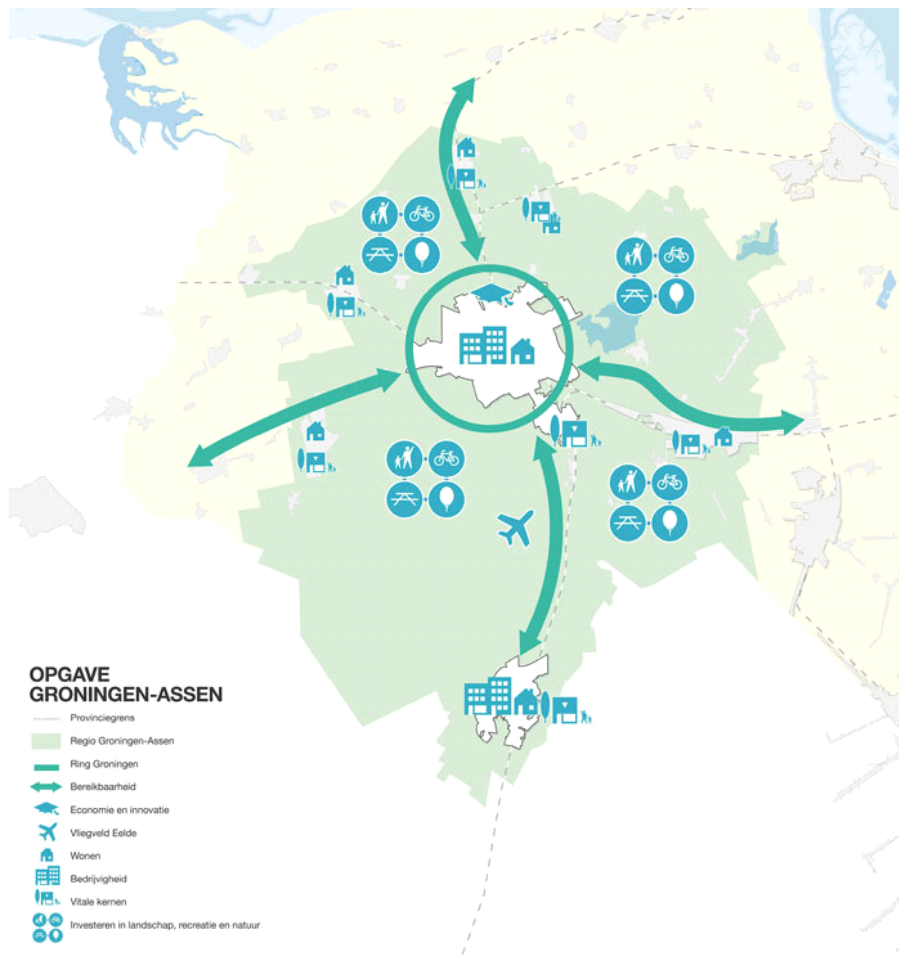 OPGAVE
GRONINGEN-ASSEN
Provinciegrens
Regio Groningen-Assen
Ring Groningen
Bereikbaarheid
Economie en innovatie
Vliegveld Eelde
Wonen
Bedrijvigheid
Vitale kernen
Investeren in landschap, recreatie en natuur